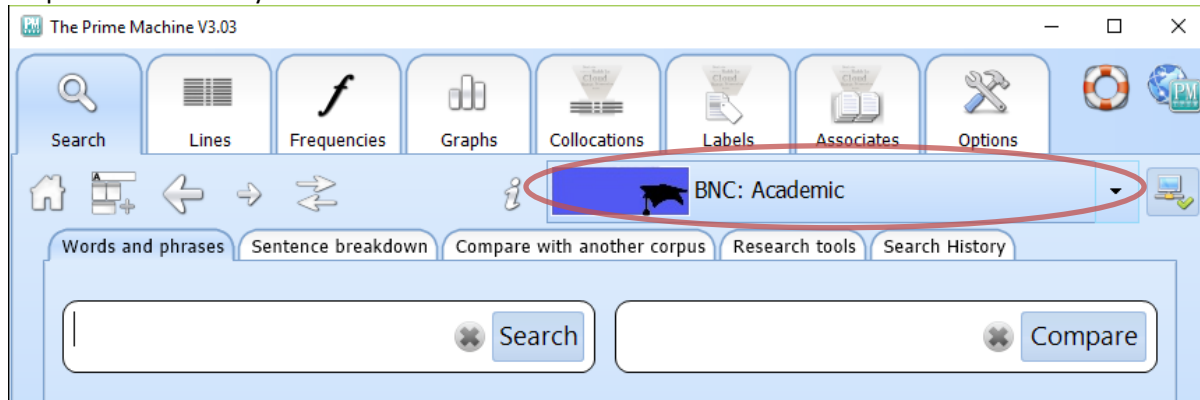 The Prime Machine V3.03
Search Lines Frequencies Graphs Collocations Labels Associates Options
BNC: Academic
Words and phrases Sentence breakdown Compare with another corpus Research tools Search History
Search Compare